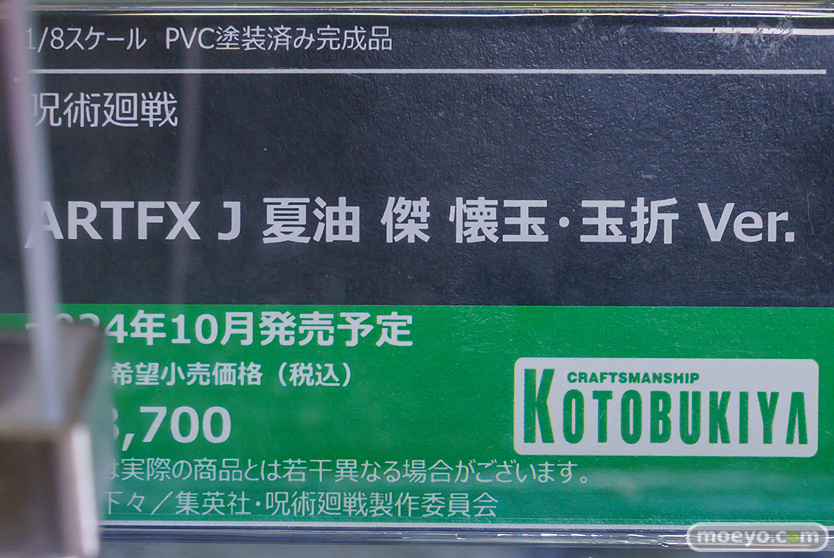 1/8スケール PVC塗装済み完成品
呪術廻戦
ARTFX J 夏油 傑 懐玉・玉折 Ver.
2024年10月発売予定
希望小売価格（税込）
,700
は実際の商品とは若干異なる場合がございます。
下々／集英社・呪術廻戦製作委員会
CRAFTSMANSHIP
KOTOBUKIYA
moeyo.com